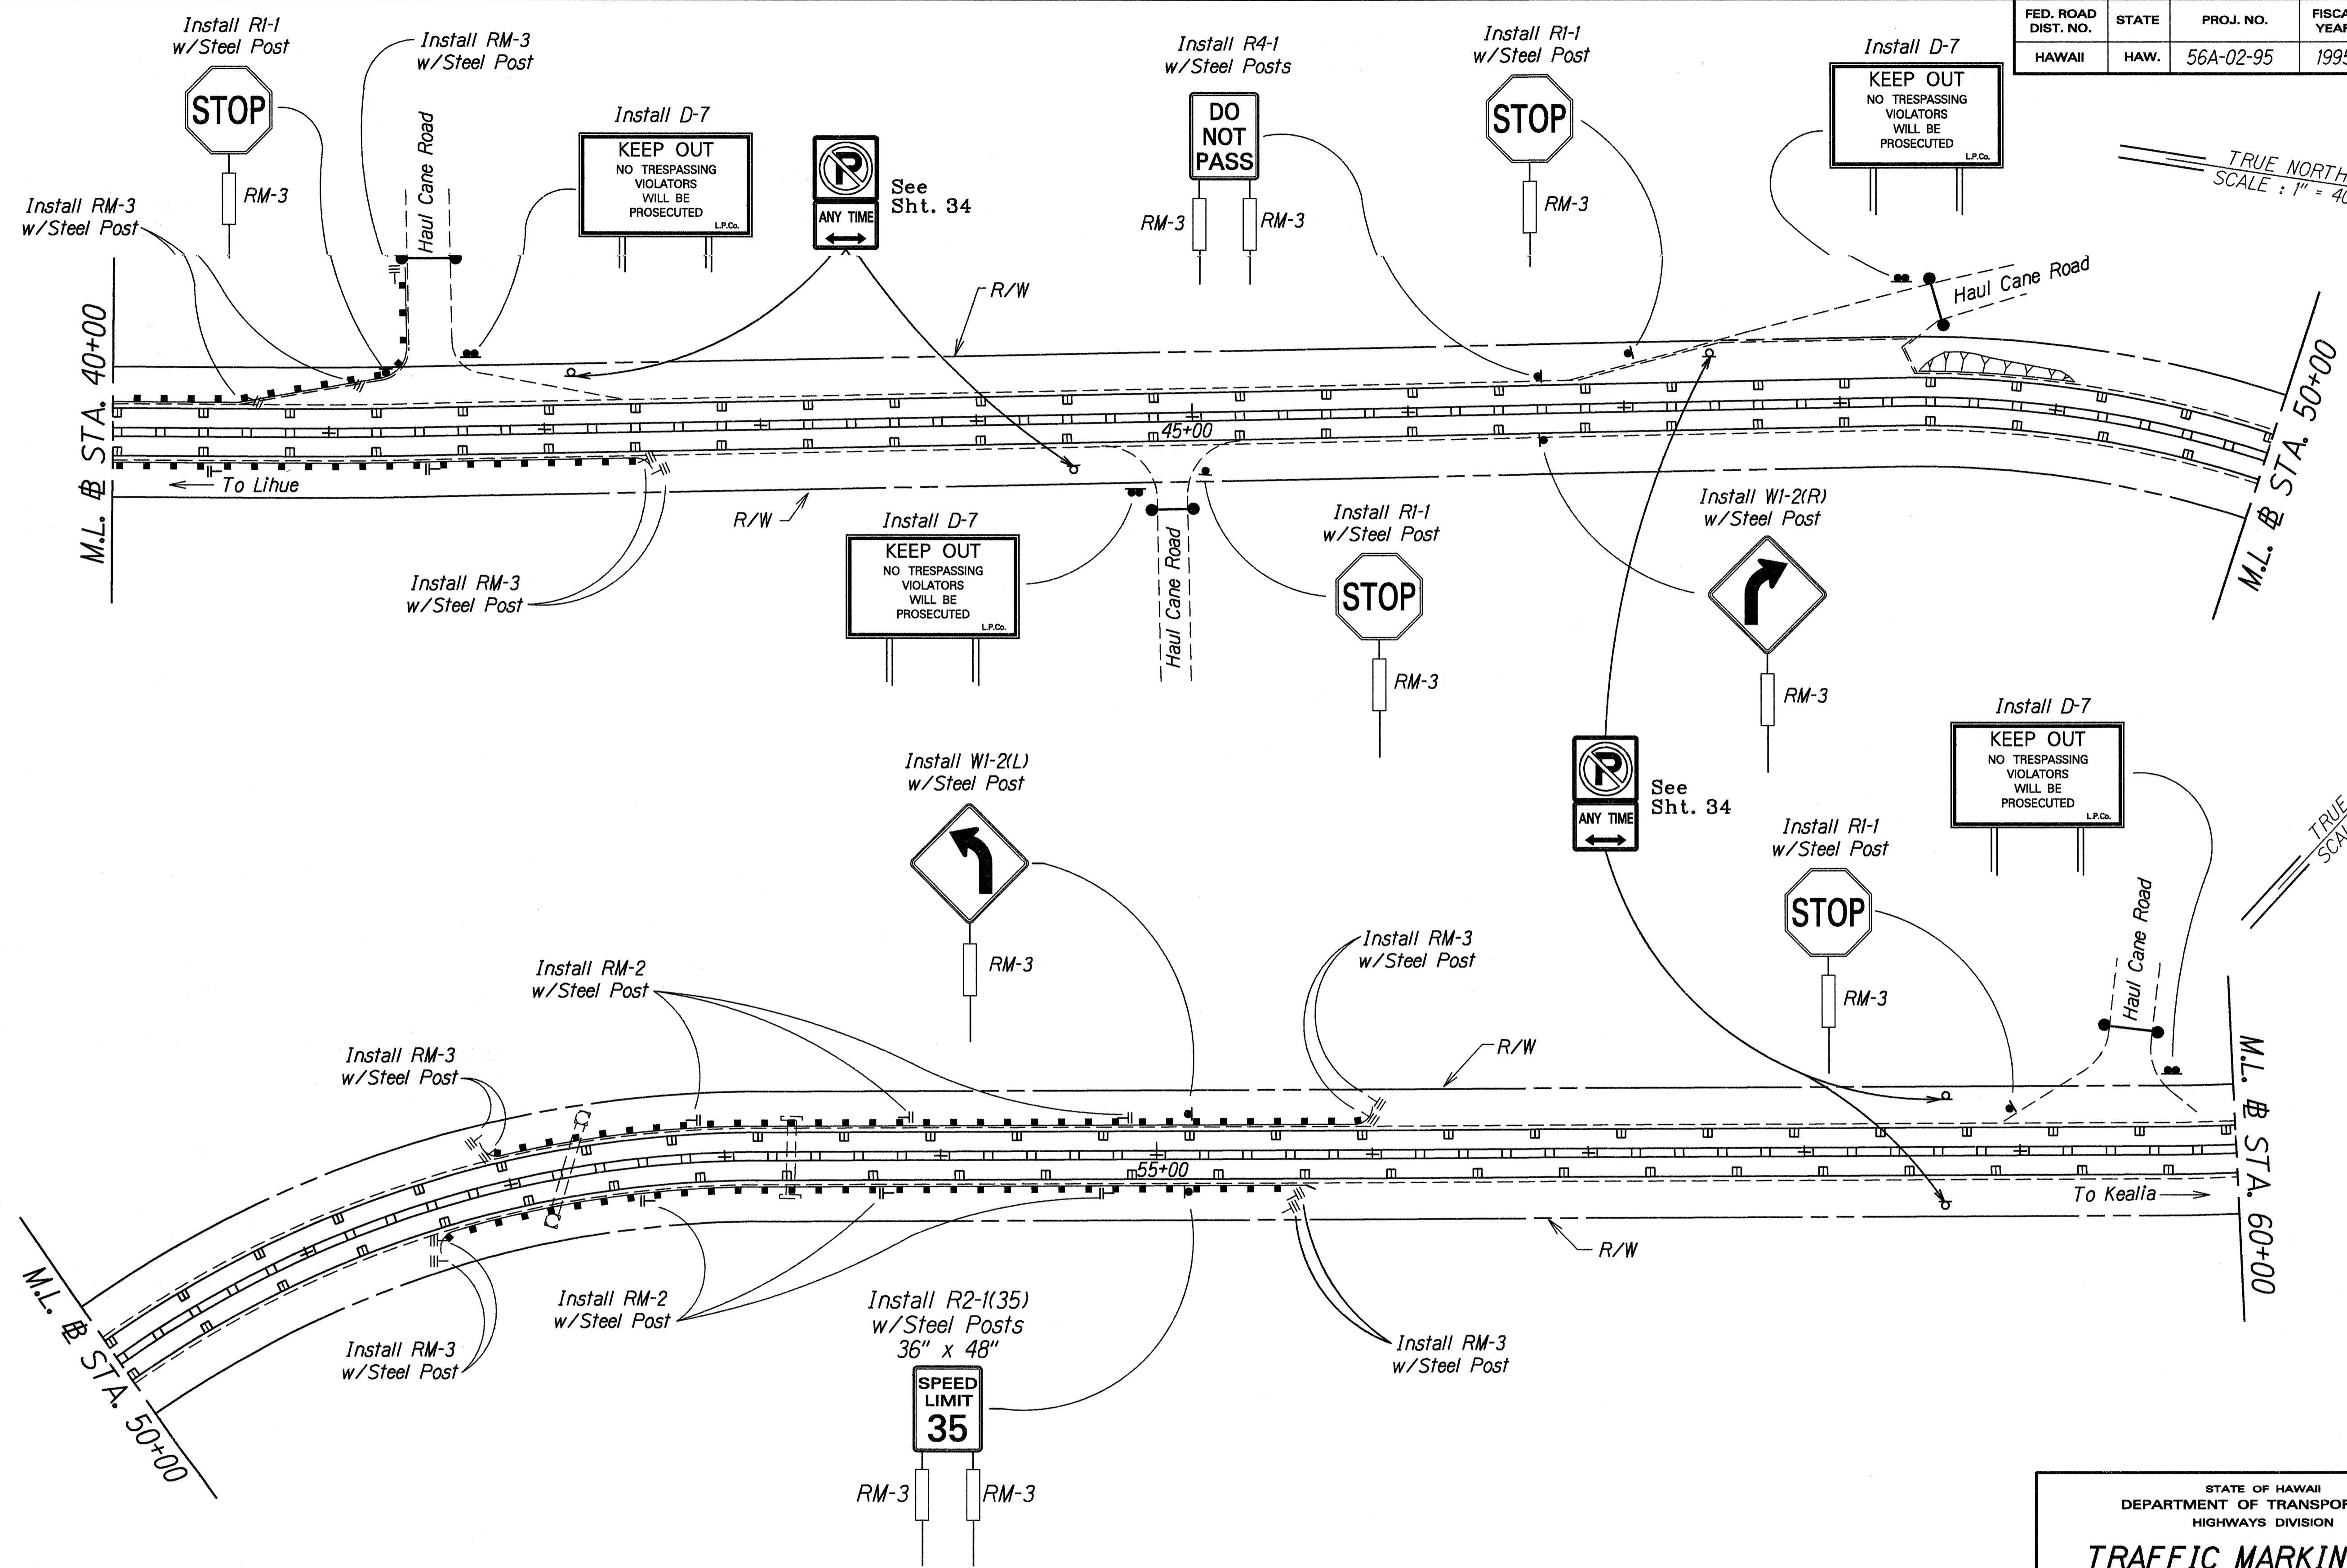 FED. ROAD DIST. NO.
STATE
PROJ. NO.
HAWAII
HAW.
56A-02-95
1995
Install R1-1
w/Steel Post
STOP
RM-3
Install RM-3
w/Steel Post
Install RM-3
w/Steel Post
Haul Cane Road
Install D-7
KEEP OUT
NO TRESPASSING
VIOLATORS
WILL BE
PROSECUTED
L.P.Co.
P
ANY TIME
See
Sht. 34
Install R4-1
w/Steel Posts
DO
NOT
PASS
RM-3
RM-3
Install R1-1
w/Steel Post
STOP
RM-3
Install D-7
KEEP OUT
NO TRESPASSING
VIOLATORS
WILL BE
PROSECUTED
L.P.Co.
TRUE NORTH
SCALE : 1" = 40
Haul Cane Road
R/W
M.L. BL STA. 40+00
45+00
To Lihue
R/W
M.L. BL STA. 50+00
Install RM-3
w/Steel Post
Install D-7
KEEP OUT
NO TRESPASSING
VIOLATORS
WILL BE
PROSECUTED
L.P.Co.
Haul Cane Road
Install R1-1
w/Steel Post
STOP
RM-3
Install W1-2(R)
w/Steel Post
RM-3
Install W1-2(L)
w/Steel Post
RM-3
P
ANY TIME
See
Sht. 34
Install D-7
KEEP OUT
NO TRESPASSING
VIOLATORS
WILL BE
PROSECUTED
L.P.Co.
Install R1-1
w/Steel Post
STOP
RM-3
Haul Cane Road
TRUE
Install RM-2
w/Steel Post
Install RM-3
w/Steel Post
Install RM-3
w/Steel Post
R/W
55+00
To Kealia
M.L. BL STA. 60+00
R/W
M.L. BL STA. 50+00
Install RM-3
w/Steel Post
Install RM-2
w/Steel Post
Install R2-1(35)
w/Steel Posts
36" x 48"
SPEED
LIMIT
35
RM-3
RM-3
Install RM-3
w/Steel Post
STATE OF HAWAII
DEPARTMENT OF TRANSPOR
HIGHWAYS DIVISION
TRAFFIC MARKIN